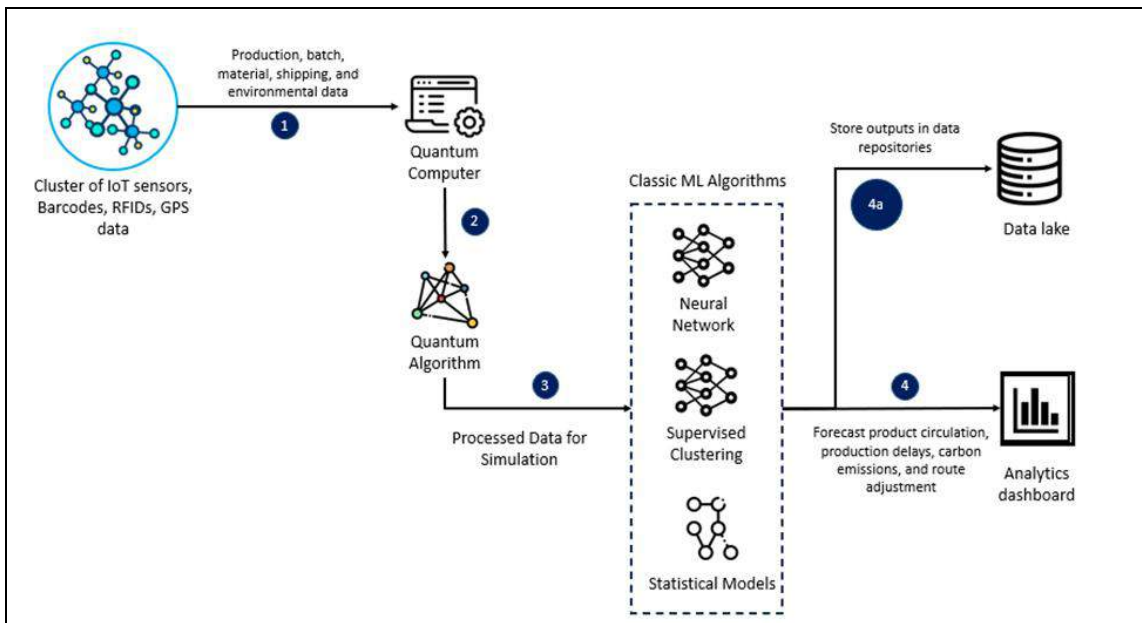 Production, batch,
material, shipping, and
environmental data
1
Cluster of IoT sensors,
Barcodes, RFIDs, GPS
data
Quantum
Computer
2
Quantum
Algorithm
3
Processed Data for
Simulation
Classic ML Algorithms
Neural
Network
Supervised
Clustering
Statistical Models
Store outputs in data
repositories
4a
Data lake
4
Forecast product circulation,
production delays, carbon
emissions, and route
adjustment
Analytics
dashboard